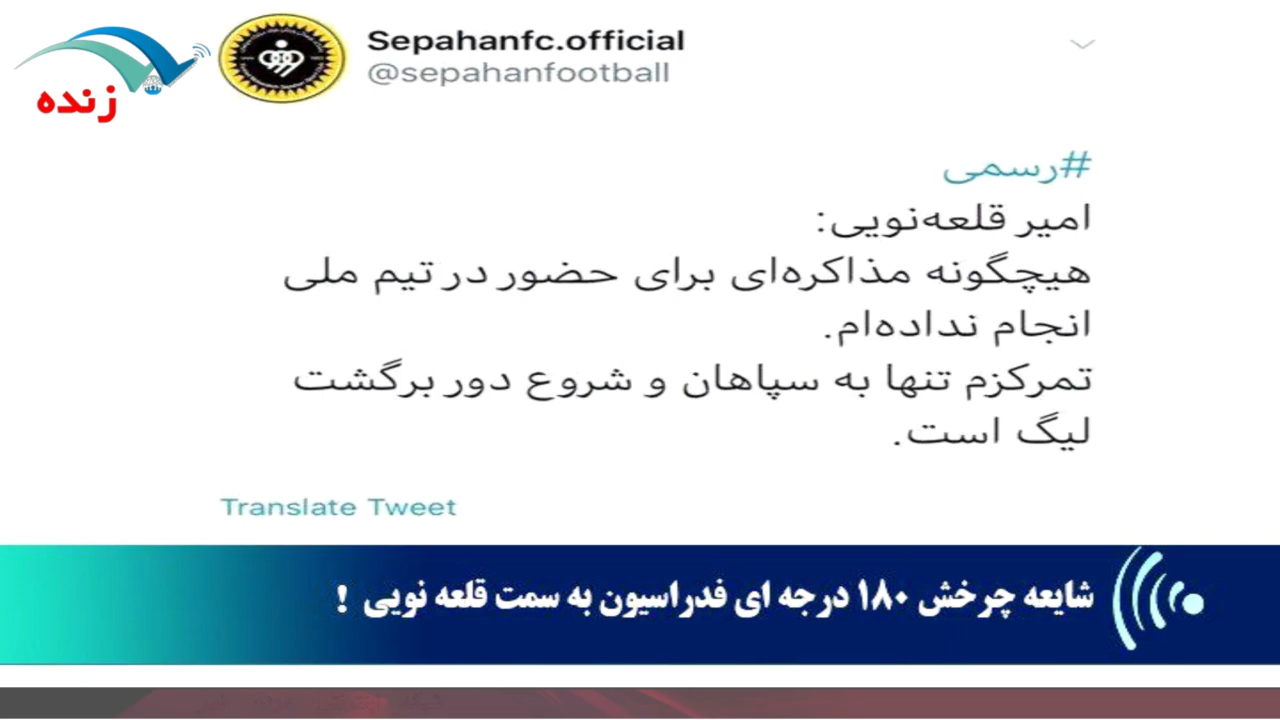 Sepahanfc.official
@sepahanfootball
زنده
#رسمی
امیر قلعه‌نویی:
هیچگونه مذاکره‌ای برای حضور در تیم ملی
انجام نداده‌ام.
تمرکزم تنها به سپاهان و شروع دور برگشت
لیگ است.
Translate Tweet
شایعه چرخش ۱۸۰ درجه ای فدراسیون به سمت قلعه نویی !